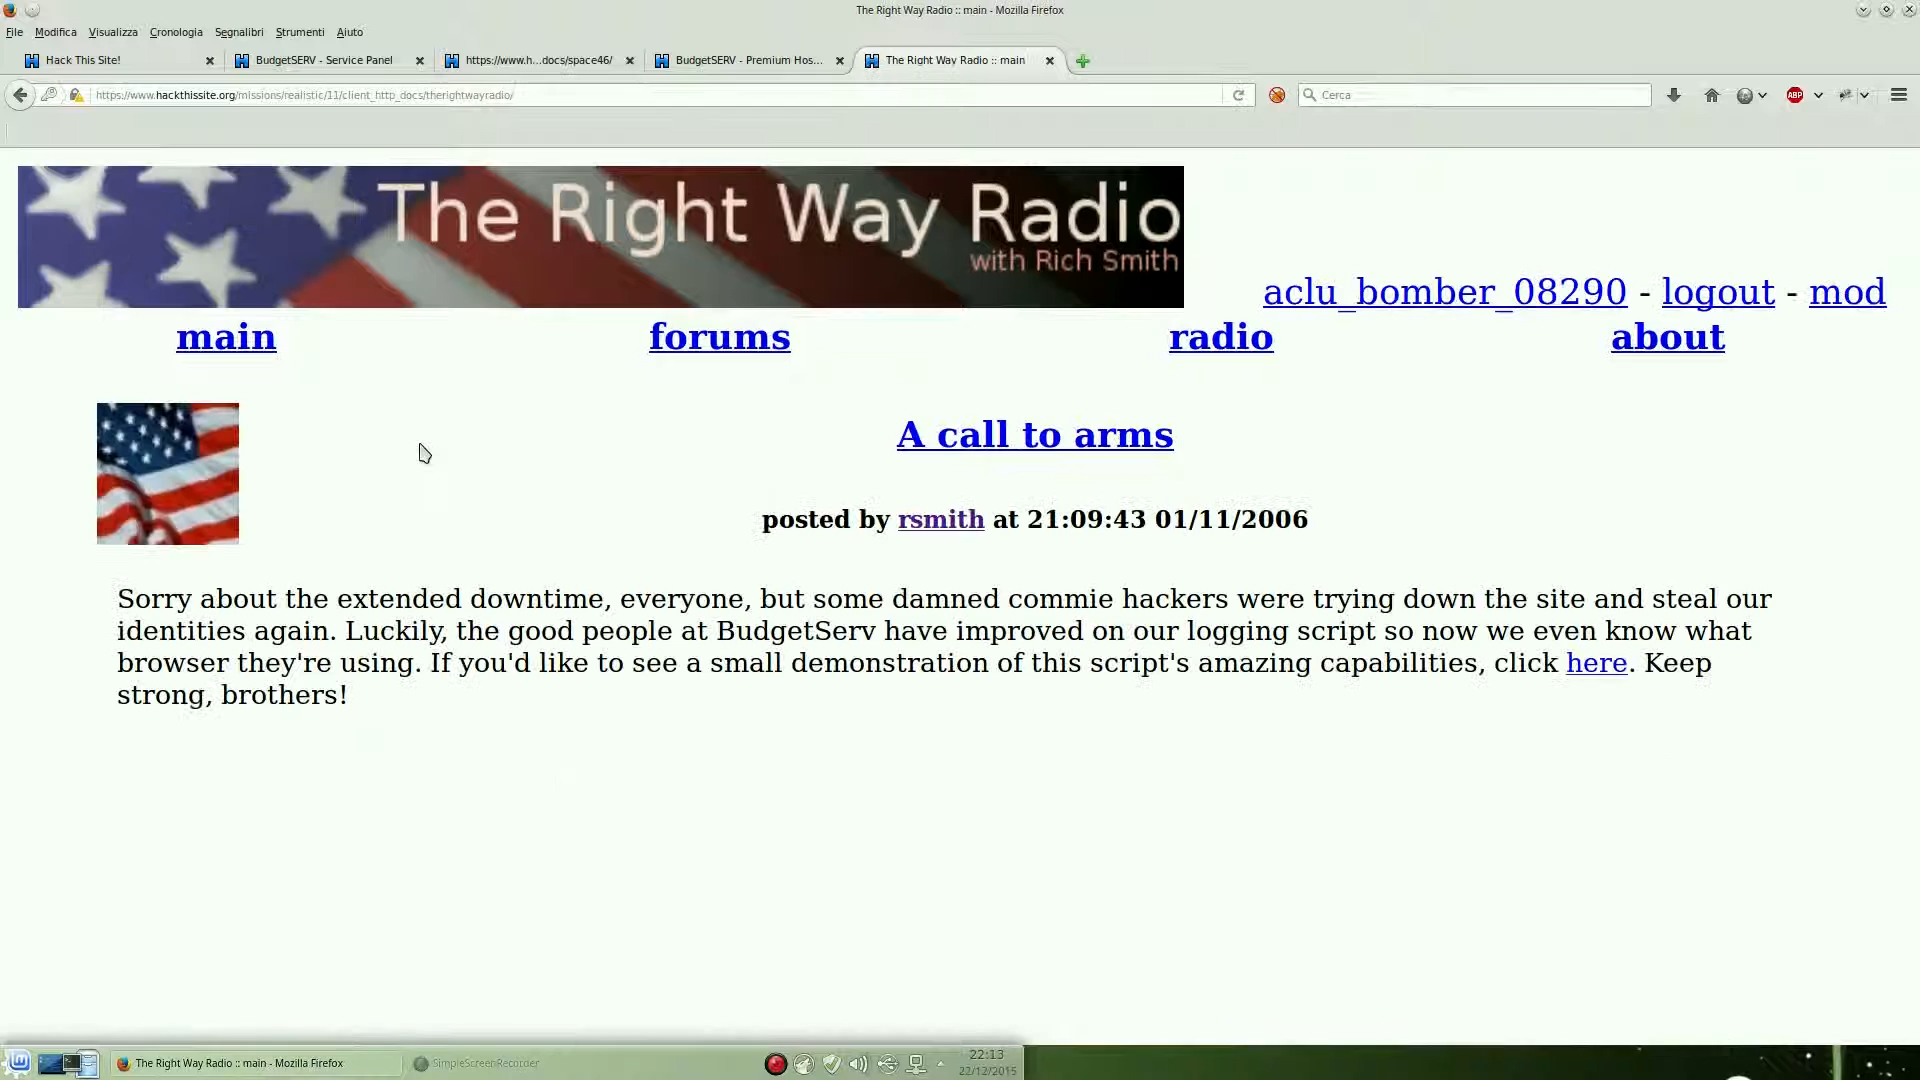 The Right Way Radio :: main - Mozilla Firefox
File Modifica Visualizza Cronologia Segnalibri Strumenti Aiuto
Hack This Site! BudgetSERV - Service Panel https://www.h...docs/space46/ BudgetSERV - Premium Hos... The Right Way Radio :: main
https://www.hackthissite.org/missions/realistic/11/client_http_docs/therightwayradio/ Cerca ABP
The Right Way Radio
with Rich Smith
aclu_bomber_08290 - logout - mod
main forums radio about
A call to arms
posted by rsmith at 21:09:43 01/11/2006
Sorry about the extended downtime, everyone, but some damned commie hackers were trying down the site and steal our
identities again. Luckily, the good people at BudgetServ have improved on our logging script so now we even know what
browser they're using. If you'd like to see a small demonstration of this script's amazing capabilities, click here. Keep
strong, brothers!
The Right Way Radio :: main - Mozilla Firefox SimpleScreenRecorder 22:13
22/12/2015